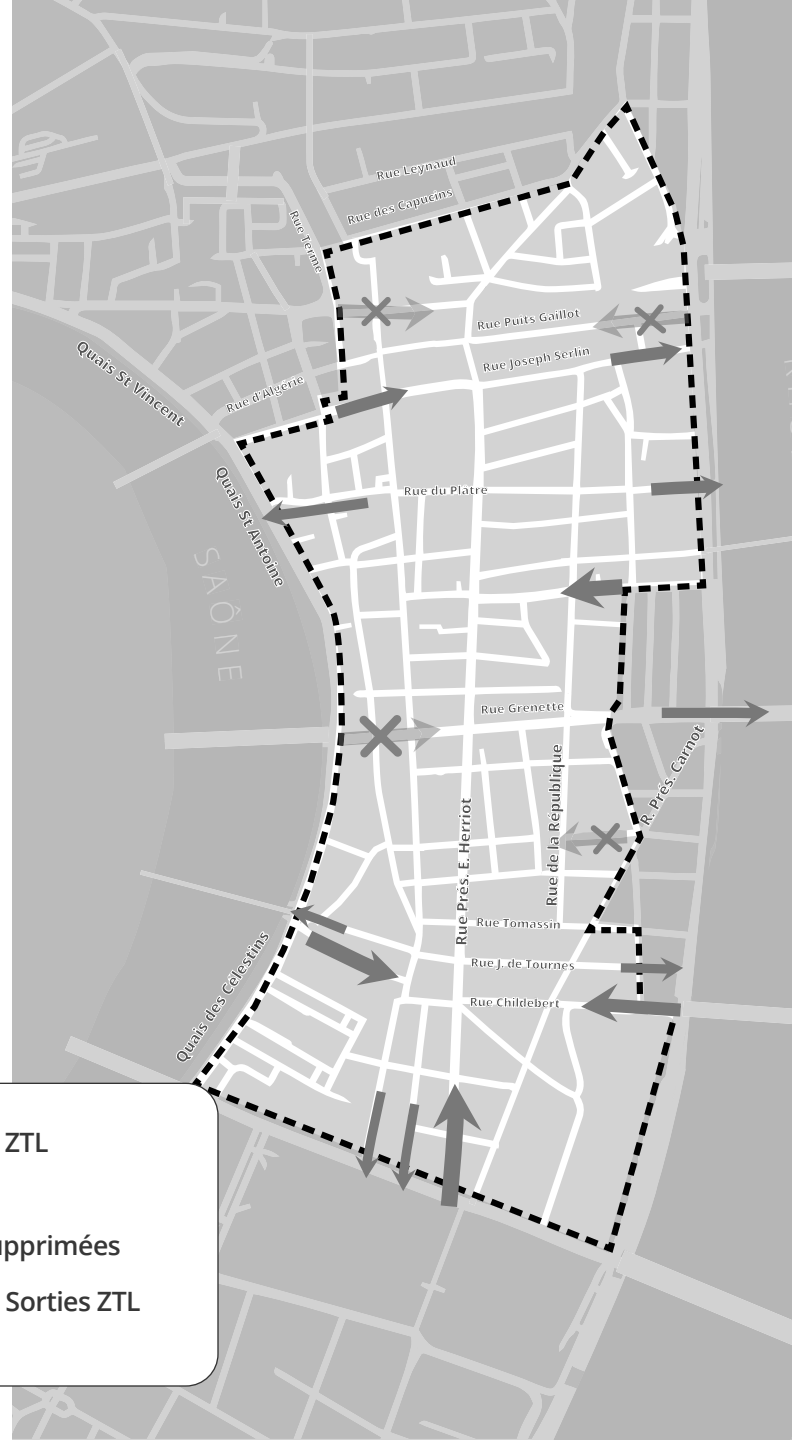 Rue Leynaud
Rue des Capucins
Rue Terme
Rue Puits Gaillot
Rue Joseph Serlin
Quais St Vincent
Rue d'Algérie
Quais St Antoine
Rue du Plâtre
SAÔNE
Rue Grenette
R. Prés. Carnot
Rue de la République
Rue Prés. E. Herriot
Rue Tomassin
Quais des Célestins
Rue J. de Tournes
Rue Childebert
ZTL
upprimées
Sorties ZTL